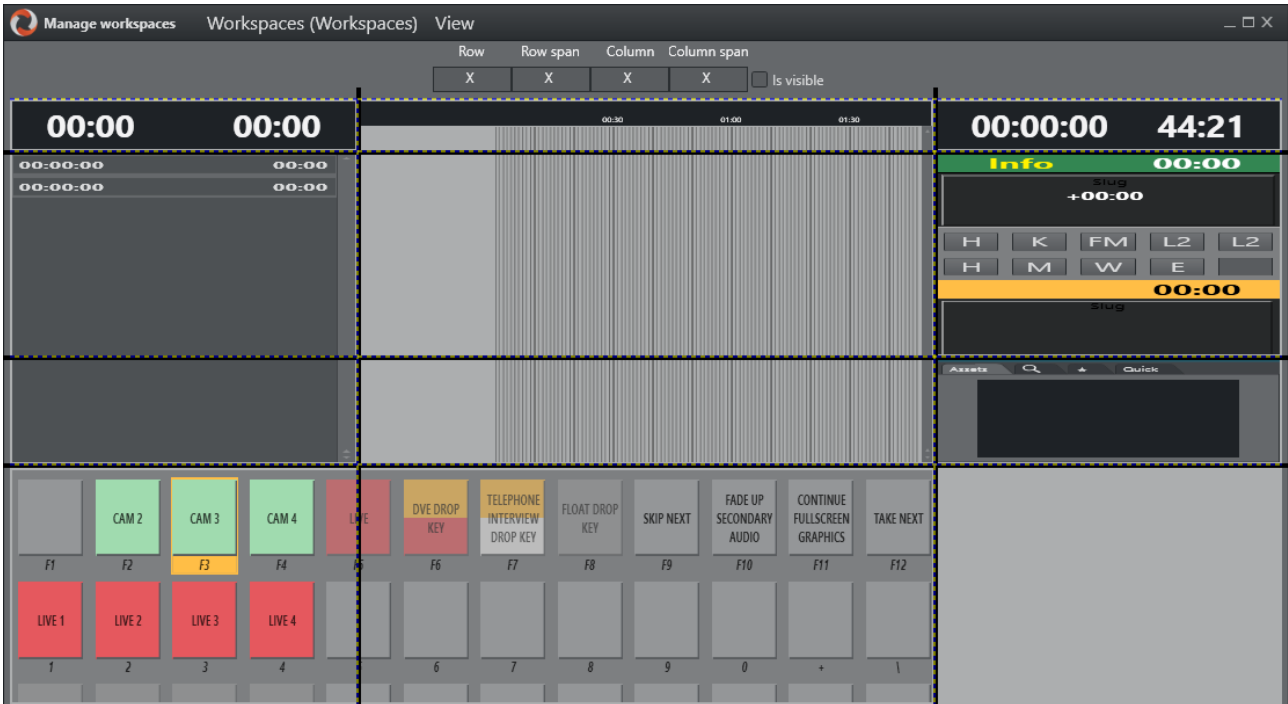 Manage workspaces Workspaces (Workspaces) View
Row Row span Column Column span
X X X X Is visible
00:00 00:00 00:30 01:00 01:30 00:00:00 44:21
00:00:00 00:00 Info 00:00
00:00:00 00:00 Slug
+00:00
H K FM L2 L2
H M W E
00:00
Slug
Assets Quick
CAM 2 CAM 3 CAM 4 LIVE DVE DROP KEY TELEPHONE INTERVIEW DROP KEY FLOAT DROP KEY SKIP NEXT FADE UP SECONDARY AUDIO CONTINUE FULLSCREEN GRAPHICS TAKE NEXT
F1 F2 F3 F4 F5 F6 F7 F8 F9 F10 F11 F12
LIVE 1 LIVE 2 LIVE 3 LIVE 4
1 2 3 4 6 7 8 9 0 + \